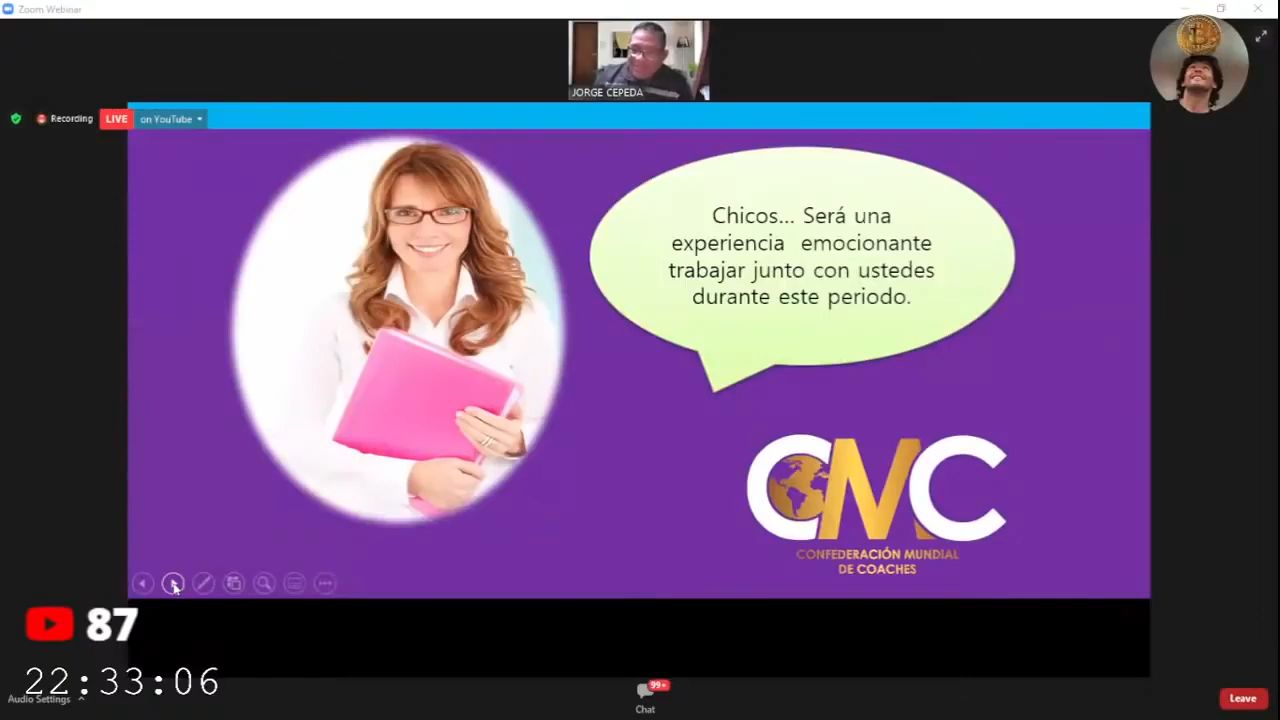 Zoom Webinar
JORGE CEPEDA
Recording
LIVE
on YouTube
Chicos... Será una
experiencia emocionante
trabajar junto con ustedes
durante este periodo.
CMC
CONFEDERACIÓN MUNDIAL
DE COACHES
87
22:33:06
Audio Settings
99+
Chat
Leave